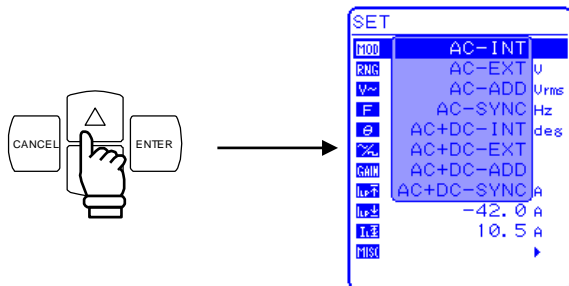 CANCEL
ENTER
SET
MOD AC-INT
RNG AC-EXT V
V~ AC-ADD Vrms
F AC-SYNC Hz
θ AC+DC-INT deg
AC+DC-EXT
GAIN AC+DC-ADD
AC+DC-SYNC A
-42.0 A
10.5 A
MISC